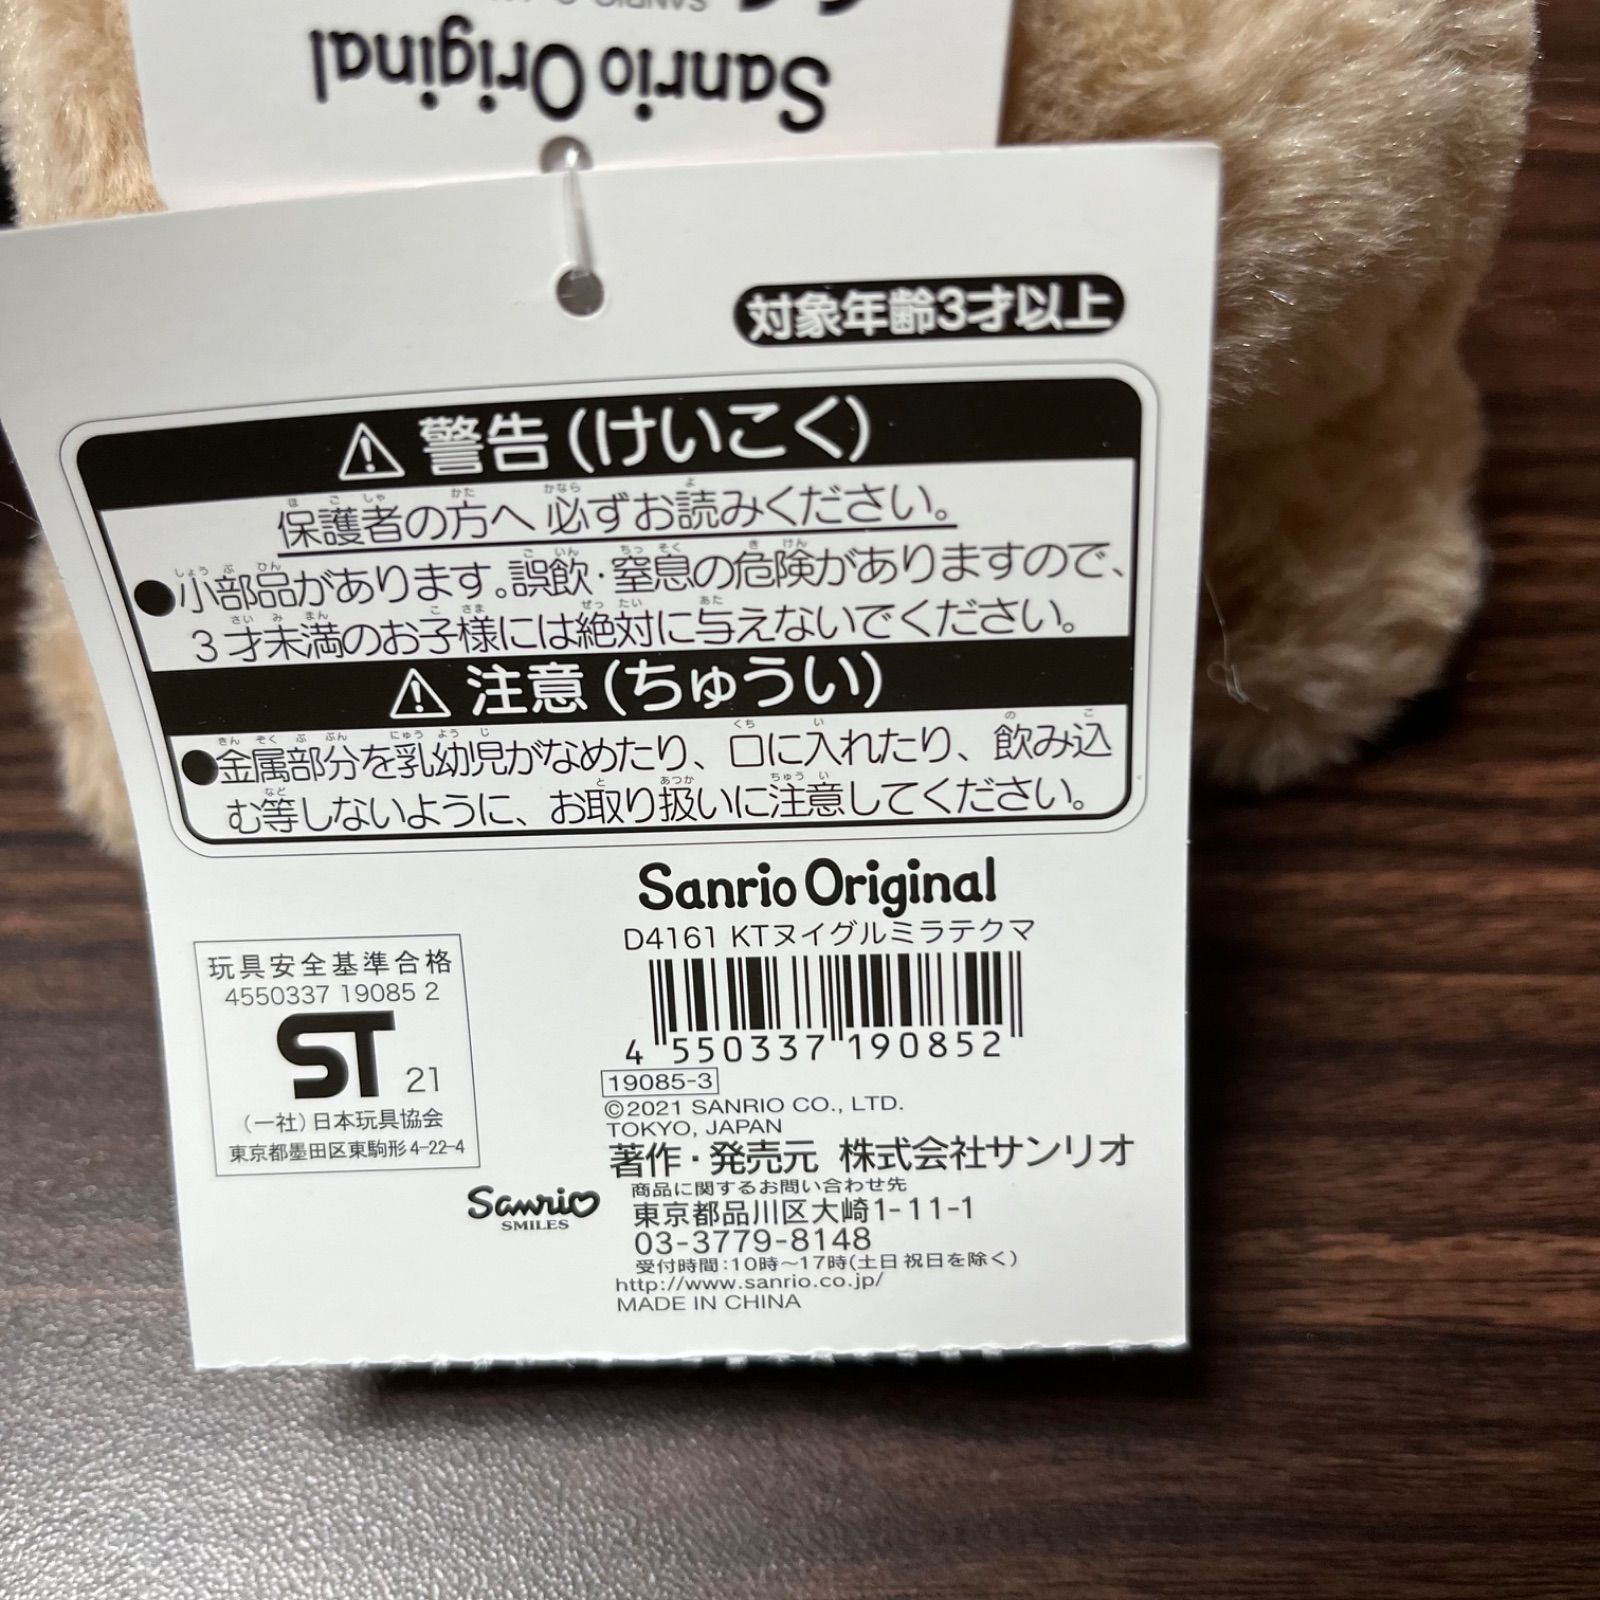 Sanrio Original
対象年齢3才以上
警告(けいこく)
保護者の方へ 必ずお読みください。
●小部品があります。誤飲・窒息の危険がありますので、
3才未満のお子様には絶対に与えないでください。
注意(ちゅうい)
●金属部分を乳幼児がなめたり、口に入れたり、飲み込
む等しないように、お取り扱いに注意してください。
Sanrio Original
D4161 KTヌイグルミラテクマ
4 550337 190852
19085-3
©2021 SANRIO CO., LTD.
TOKYO, JAPAN
著作・発売元 株式会社サンリオ
商品に関するお問い合わせ先
東京都品川区大崎1-11-1
03-3779-8148
受付時間:10時~17時(土日祝日を除く)
http://www.sanrio.co.jp/
MADE IN CHINA
玩具安全基準合格
4550337 19085 2
ST 21
(一社)日本玩具協会
東京都墨田区東駒形4-22-4
Sanrio
SMILES